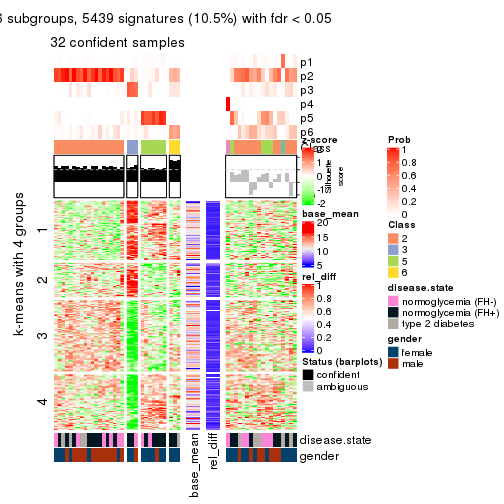 6 subgroups, 5439 signatures (10.5%) with fdr < 0.05
32 confident samples
p1
p2
p3
p4
p5
p6
z-score
2
1
0
-1
-2
Silhouette
score
k-means with 4 groups
1
2
3
4
base_mean
20
15
10
5
rel_diff
1
0.8
0.6
0.4
0.2
0
Status (barplots)
confident
ambiguous
disease.state
gender
base_mean
rel_diff
Prob
1
0.8
0.6
0.4
0.2
0
Class
2
3
5
6
disease.state
normoglycemia (FH-)
normoglycemia (FH+)
type 2 diabetes
gender
female
male